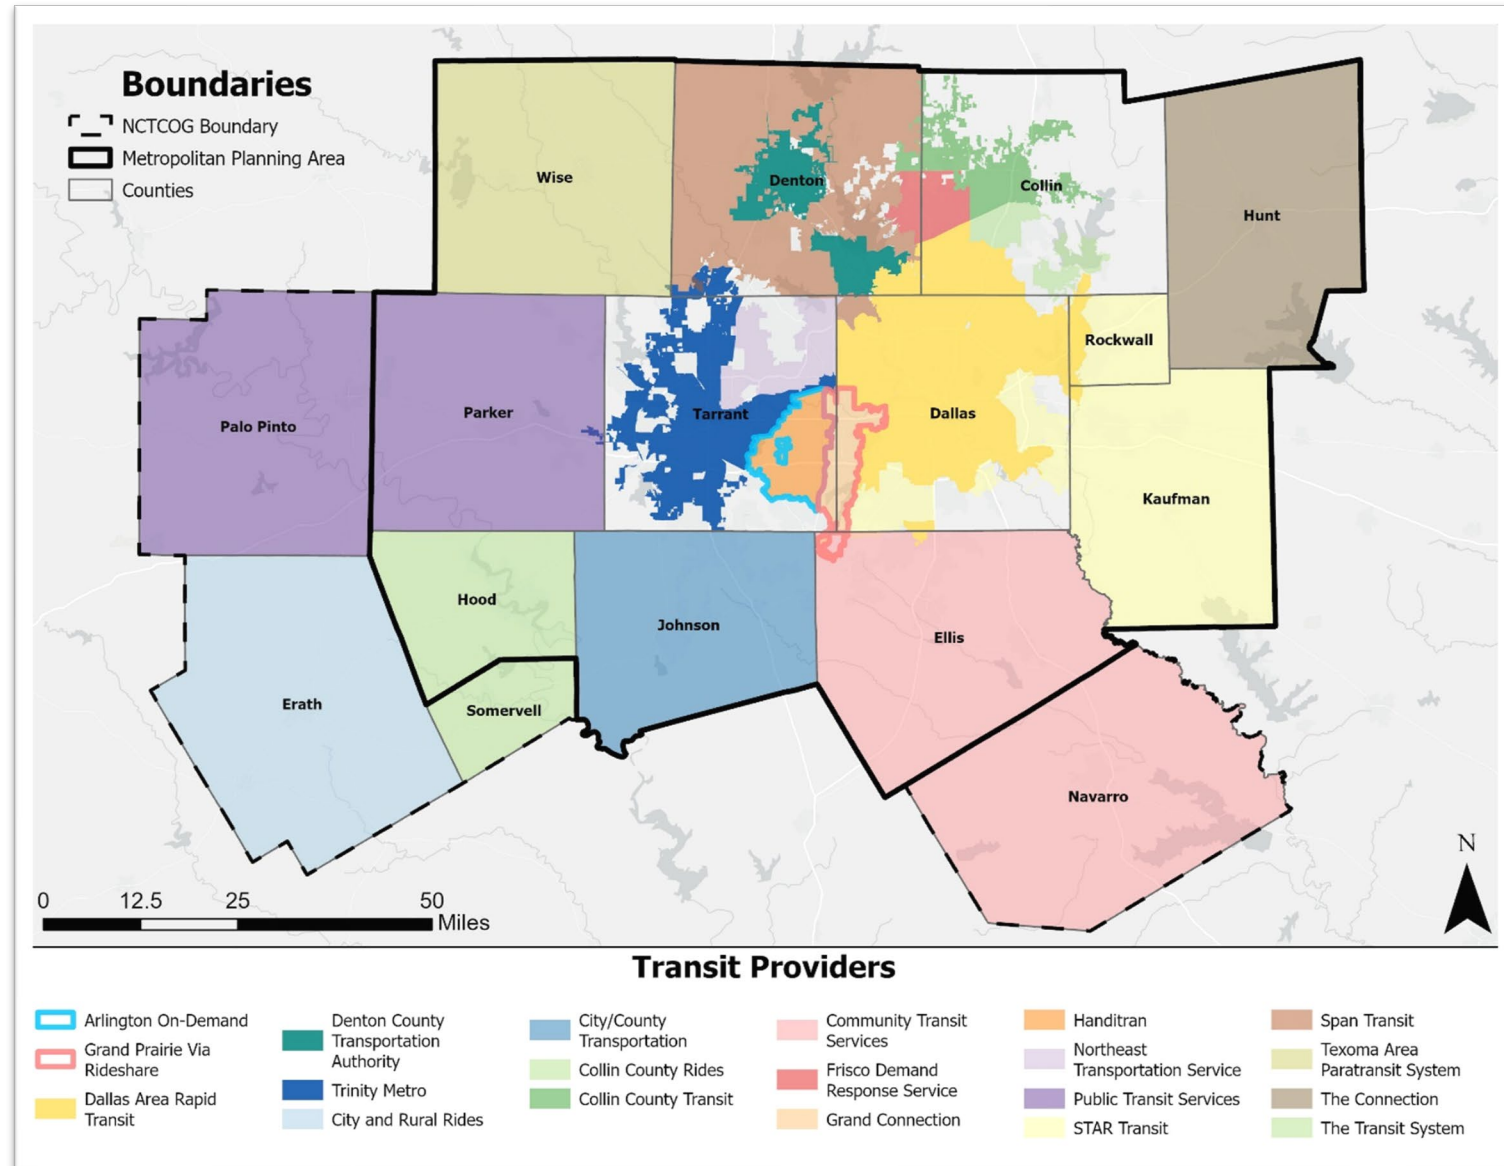 Boundaries
NCTCOG Boundary
Metropolitan Planning Area
Counties
Wise
Denton
Collin
Hunt
Rockwall
Palo Pinto
Parker
Tarrant
Dallas
Kaufman
Hood
Johnson
Ellis
Erath
Somervell
Navarro
N
0 12.5 25 50
Miles
Transit Providers
Arlington On-Demand
Grand Prairie Via
Rideshare
Dallas Area Rapid
Transit
Denton County
Transportation
Authority
Trinity Metro
City and Rural Rides
City/County
Transportation
Collin County Rides
Collin County Transit
Community Transit
Services
Frisco Demand
Response Service
Grand Connection
Handitran
Northeast
Transportation Service
Public Transit Services
STAR Transit
Span Transit
Texoma Area
Paratransit System
The Connection
The Transit System